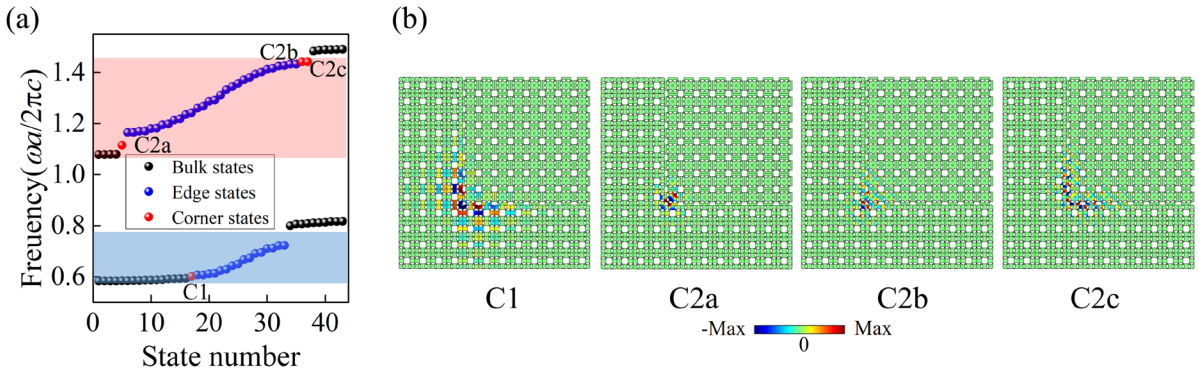 (a)
(b)
Freuency(ωa/2πc)
1.4
1.2
1.0
0.8
0.6
C2b
C2c
C2a
Bulk states
Edge states
Corner states
C1
0 10 20 30 40
State number
C1 C2a C2b C2c
-Max Max
0